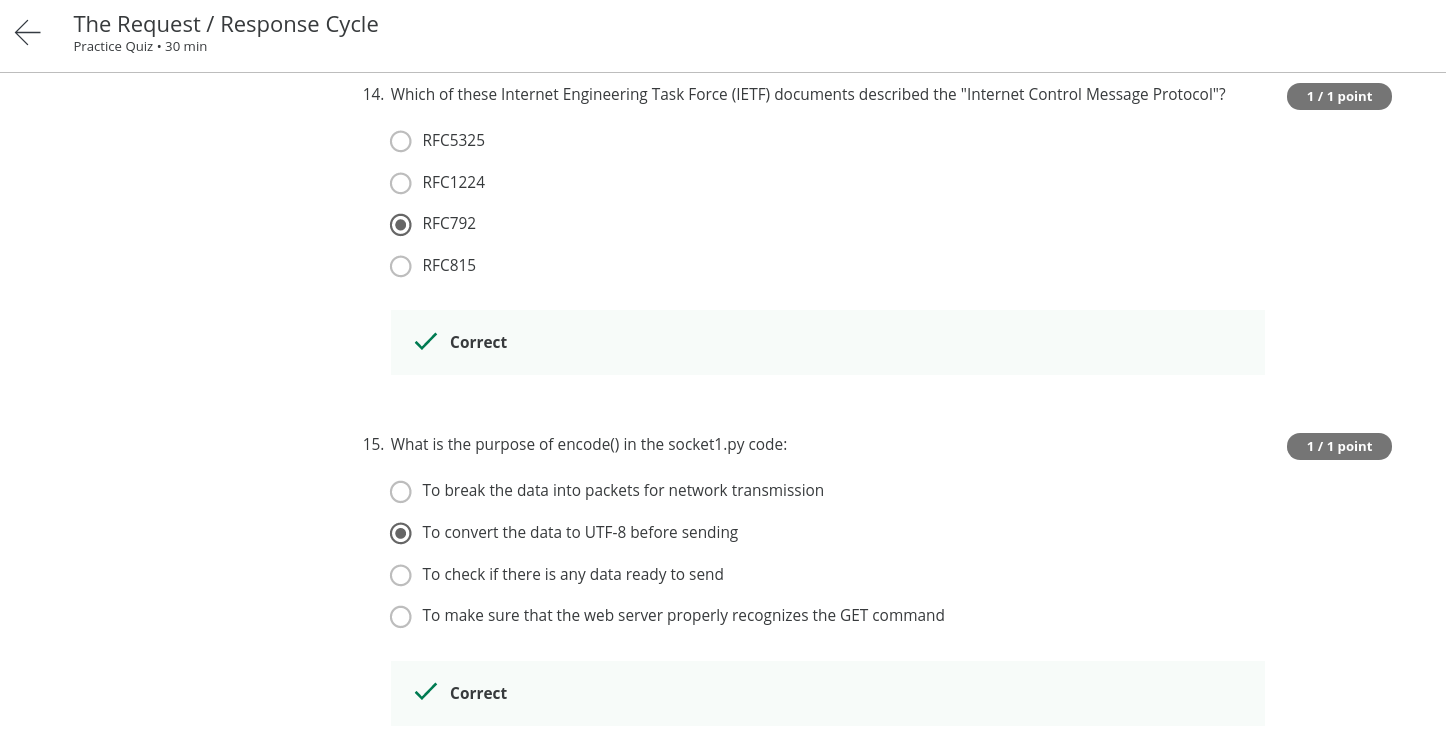 The Request / Response Cycle
Practice Quiz • 30 min
14. Which of these Internet Engineering Task Force (IETF) documents described the "Internet Control Message Protocol"?
1 / 1 point
RFC5325
RFC1224
RFC792
RFC815
Correct
15. What is the purpose of encode() in the socket1.py code:
1 / 1 point
To break the data into packets for network transmission
To convert the data to UTF-8 before sending
To check if there is any data ready to send
To make sure that the web server properly recognizes the GET command
Correct